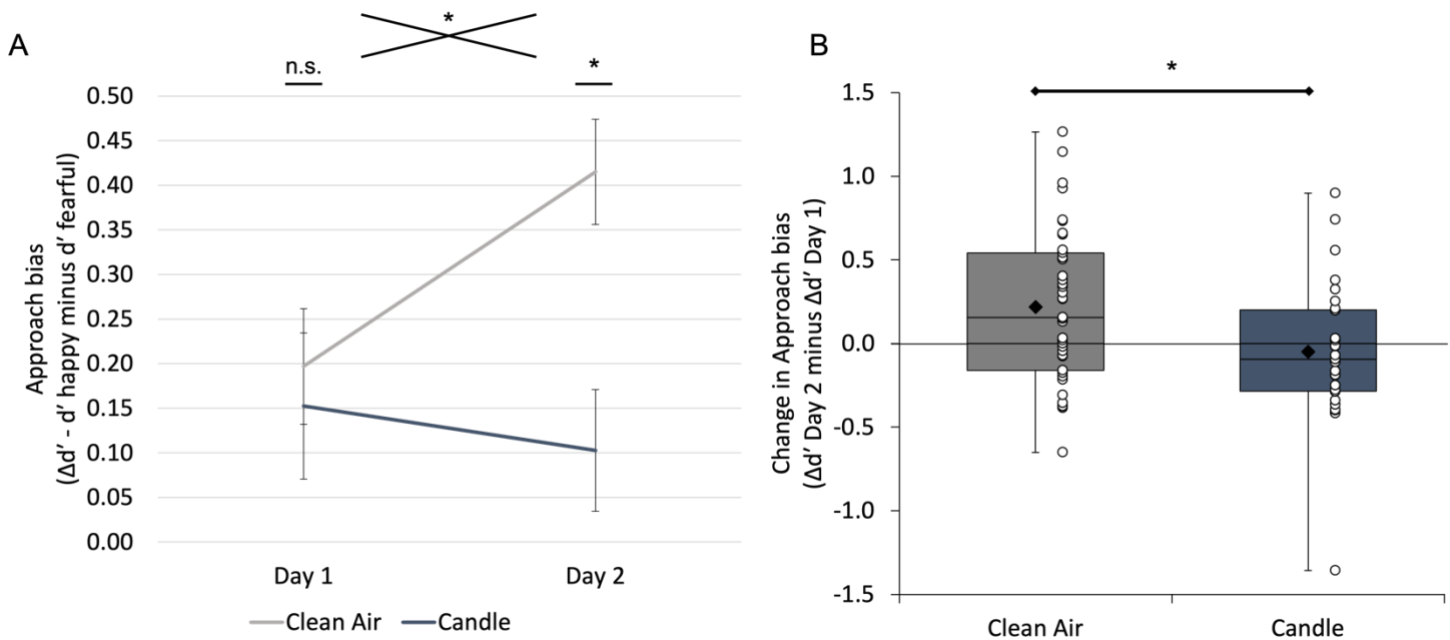 A
*
n.s.
*
Approach bias
(Δd′ - d′ happy minus d′ fearful)
0.50
0.45
0.40
0.35
0.30
0.25
0.20
0.15
0.10
0.05
0.00
Day 1
Day 2
Clean Air
Candle
B
*
Change in Approach bias
(Δd′ Day 2 minus Δd′ Day 1)
1.5
1.0
0.5
0.0
-0.5
-1.0
-1.5
Clean Air
Candle